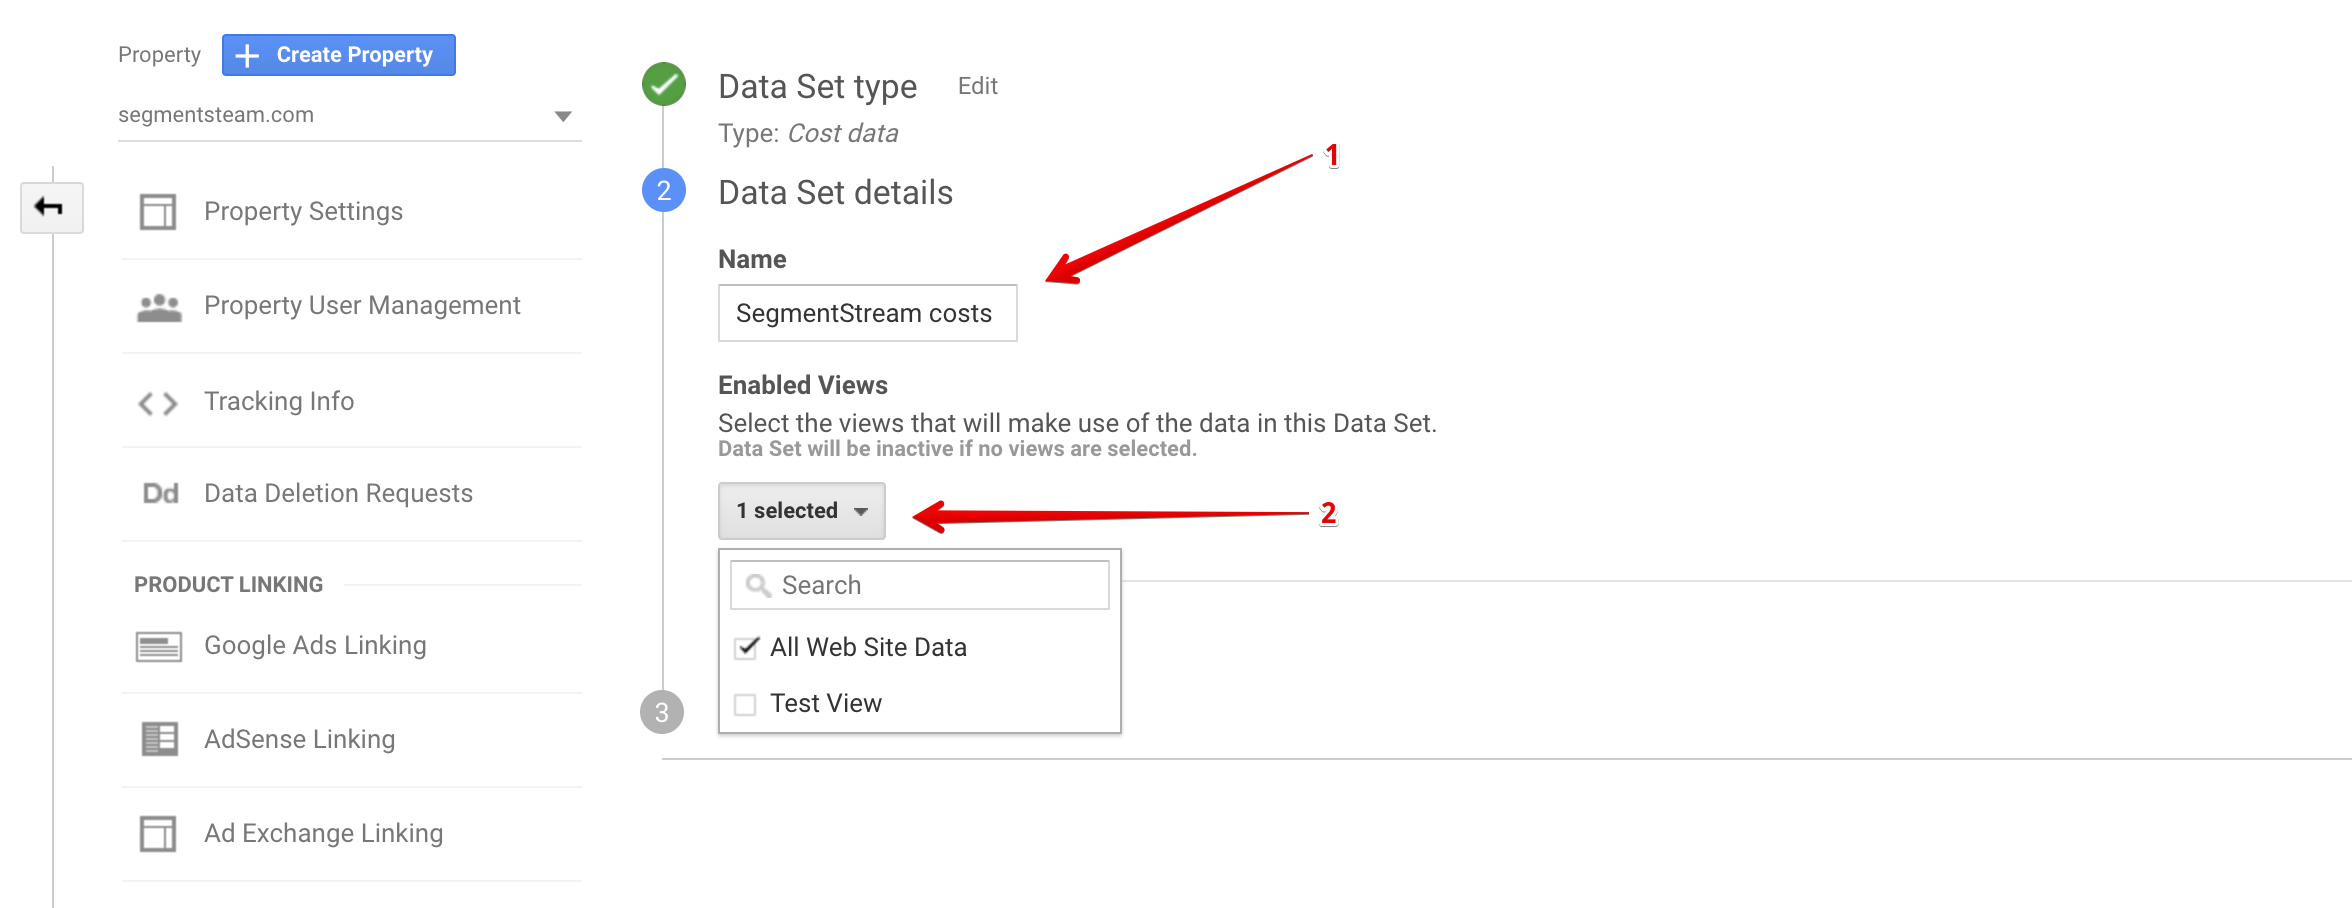 Property
Create Property
segmentsteam.com
Property Settings
Property User Management
Tracking Info
Dd Data Deletion Requests
PRODUCT LINKING
Google Ads Linking
AdSense Linking
Ad Exchange Linking
Data Set type Edit
Type: Cost data
1
2 Data Set details
Name
SegmentStream costs
Enabled Views
Select the views that will make use of the data in this Data Set.
Data Set will be inactive if no views are selected.
1 selected
2
Search
All Web Site Data
Test View
3